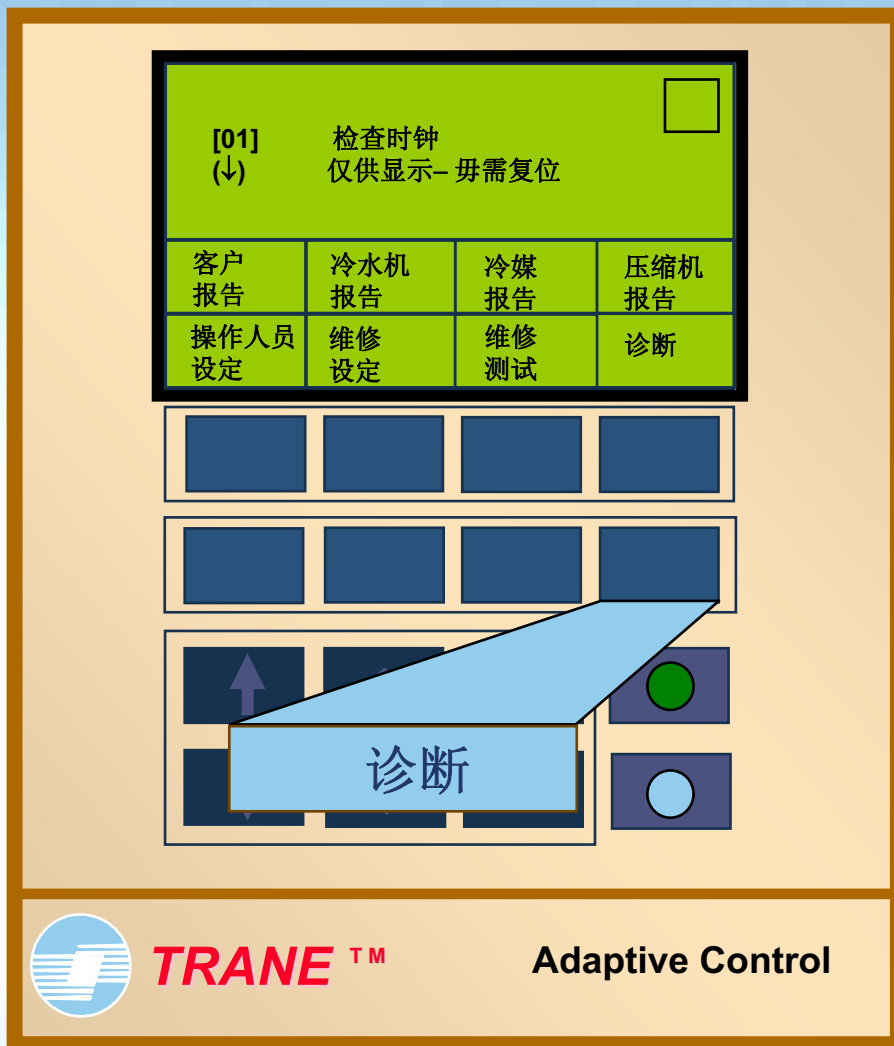 [01] 检查时钟
(↓) 仅供显示– 毋需复位
客户 冷水机 冷媒 压缩机
报告 报告 报告 报告
操作人员 维修 维修 诊断
设定 设定 测试
诊断
TRANE TM Adaptive Control